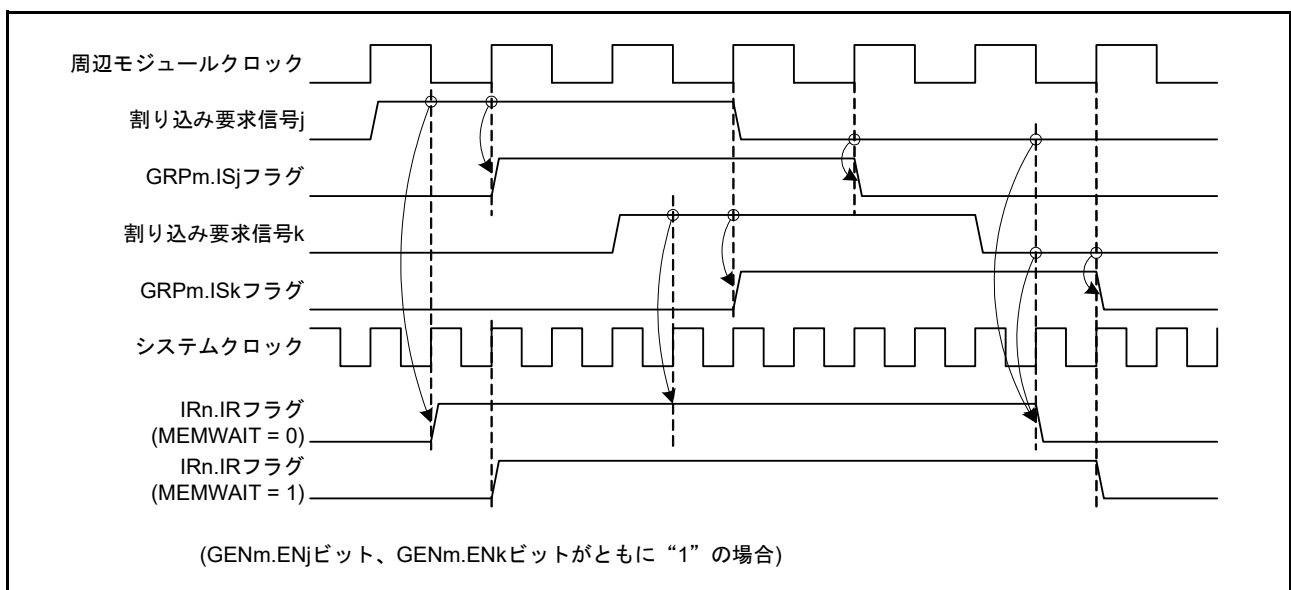 周辺モジュールクロック
割り込み要求信号j
GRPm.ISjフラグ
割り込み要求信号k
GRPm.ISkフラグ
システムクロック
IRn.IRフラグ
(MEMWAIT = 0)
IRn.IRフラグ
(MEMWAIT = 1)
(GENm.ENjビット、GENm.ENkビットがともに“1”の場合)